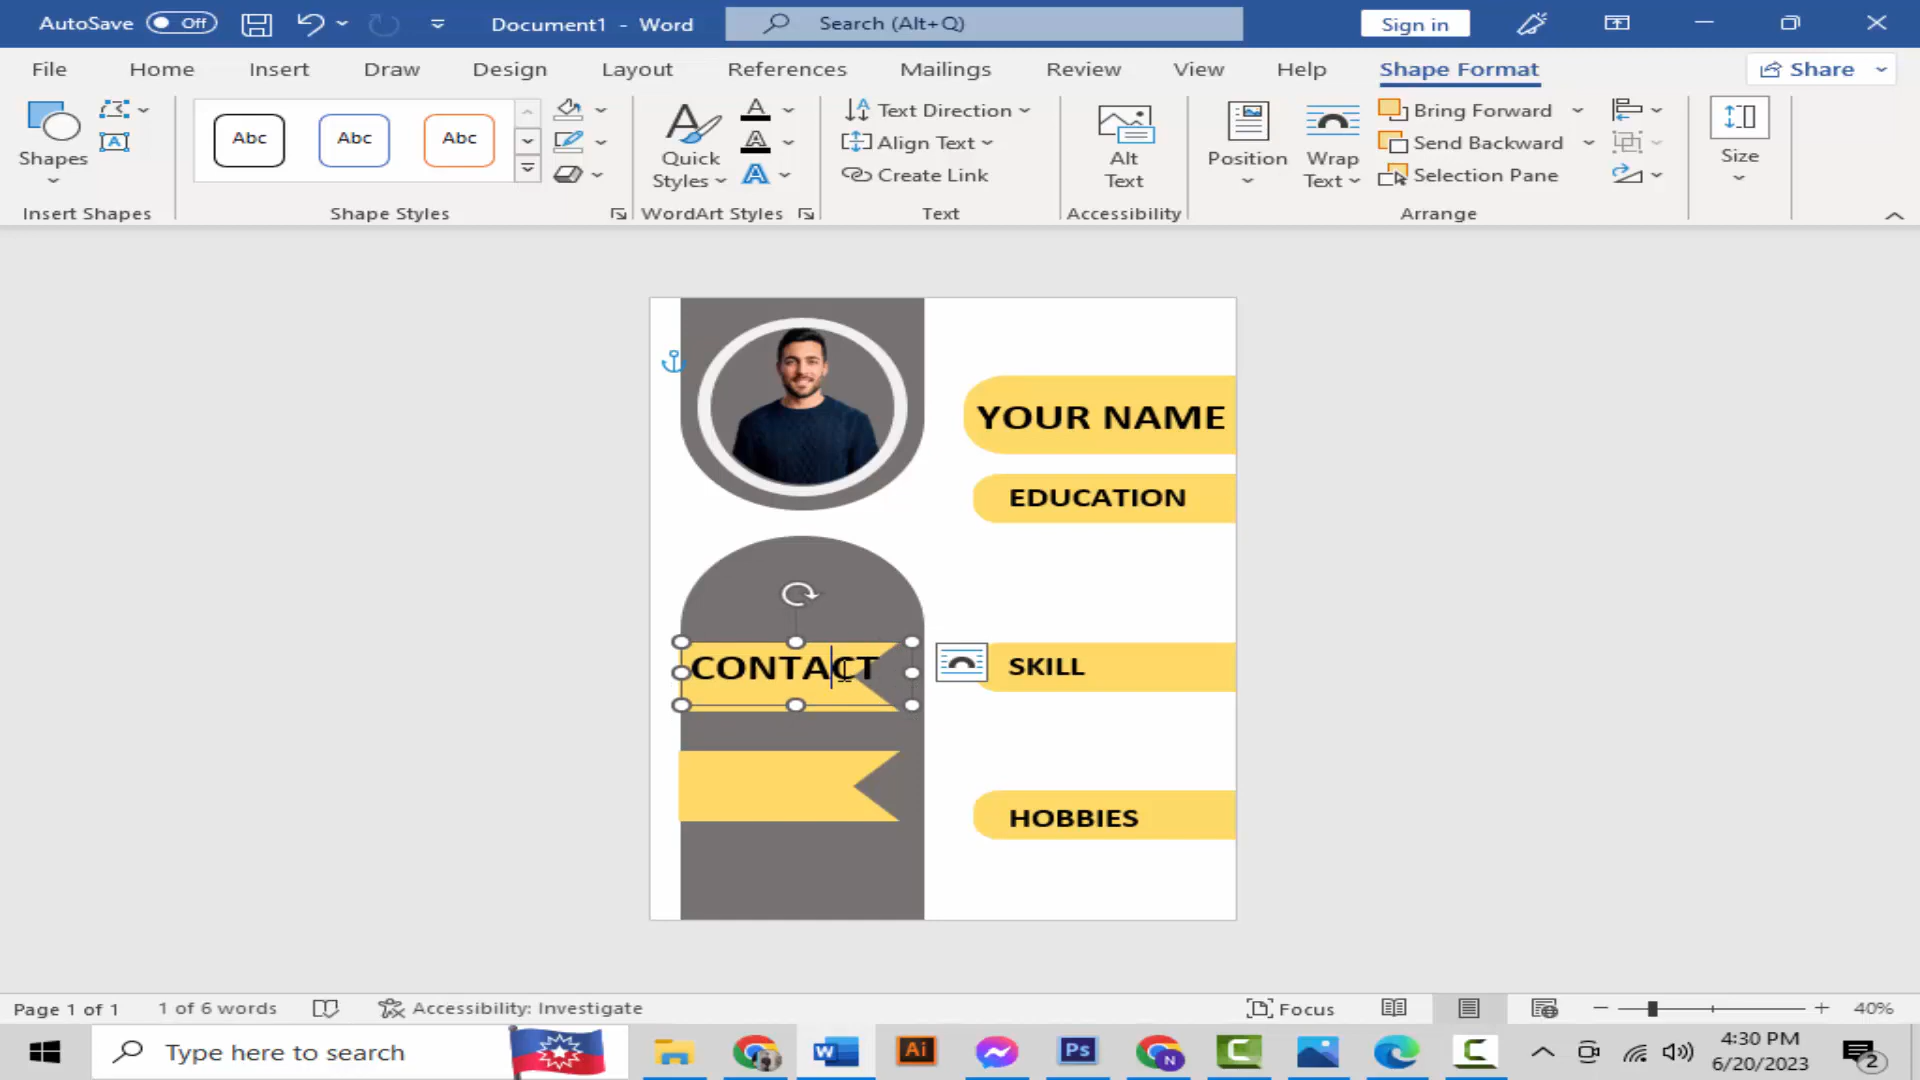 AutoSave Off Document1 - Word Search (Alt+Q) Sign in
File Home Insert Draw Design Layout References Mailings Review View Help Shape Format Share
Shapes
Insert Shapes
Abc Abc Abc
Shape Styles
Quick Styles
WordArt Styles
Text Direction
Align Text
Create Link
Text
Alt Text
Accessibility
Position
Wrap Text
Bring Forward
Send Backward
Selection Pane
Arrange
Size
YOUR NAME
EDUCATION
CONTACT
SKILL
HOBBIES
Page 1 of 1 1 of 6 words Accessibility: Investigate Focus 40%
Type here to search
W Ai Ps N C C
4:30 PM
6/20/2023
2